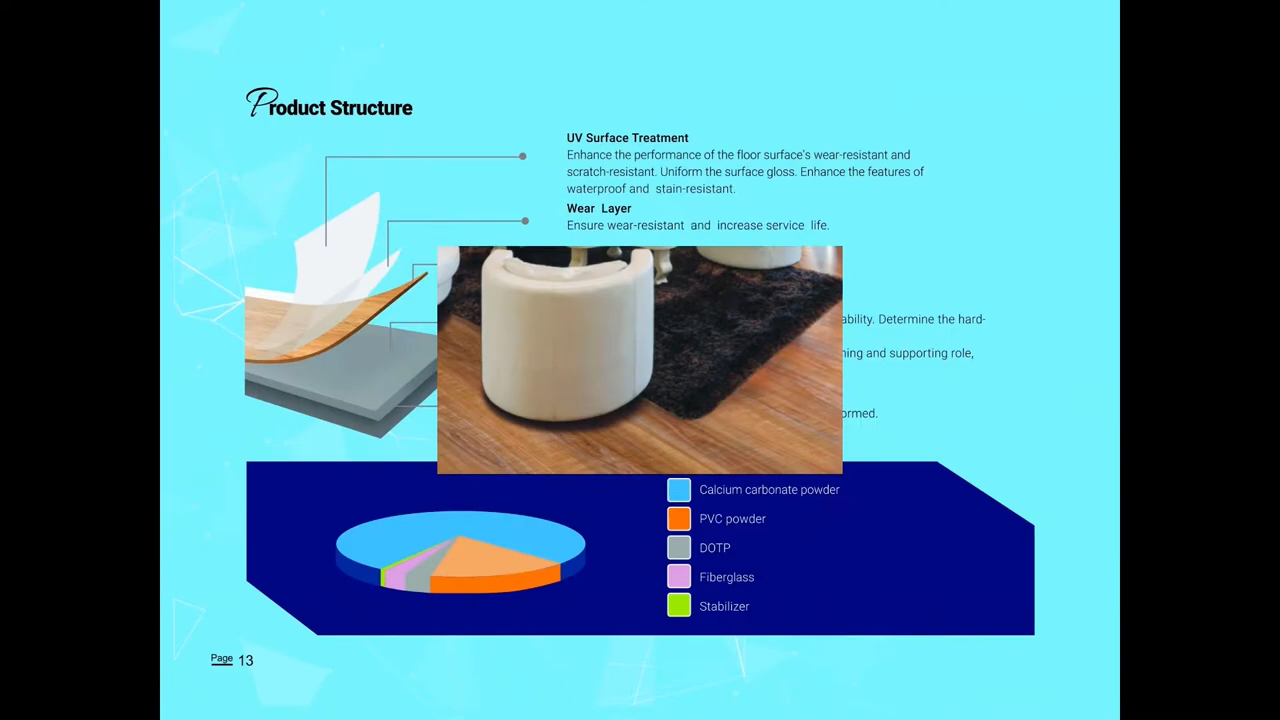 Product Structure
UV Surface Treatment
Enhance the performance of the floor surface's wear-resistant and
scratch-resistant. Uniform the surface gloss. Enhance the features of
waterproof and stain-resistant.
Wear Layer
Ensure wear-resistant and increase service life.
ability. Determine the hard-
and supporting role,
Calcium carbonate powder
PVC powder
DOTP
Fiberglass
Stabilizer
Page 13